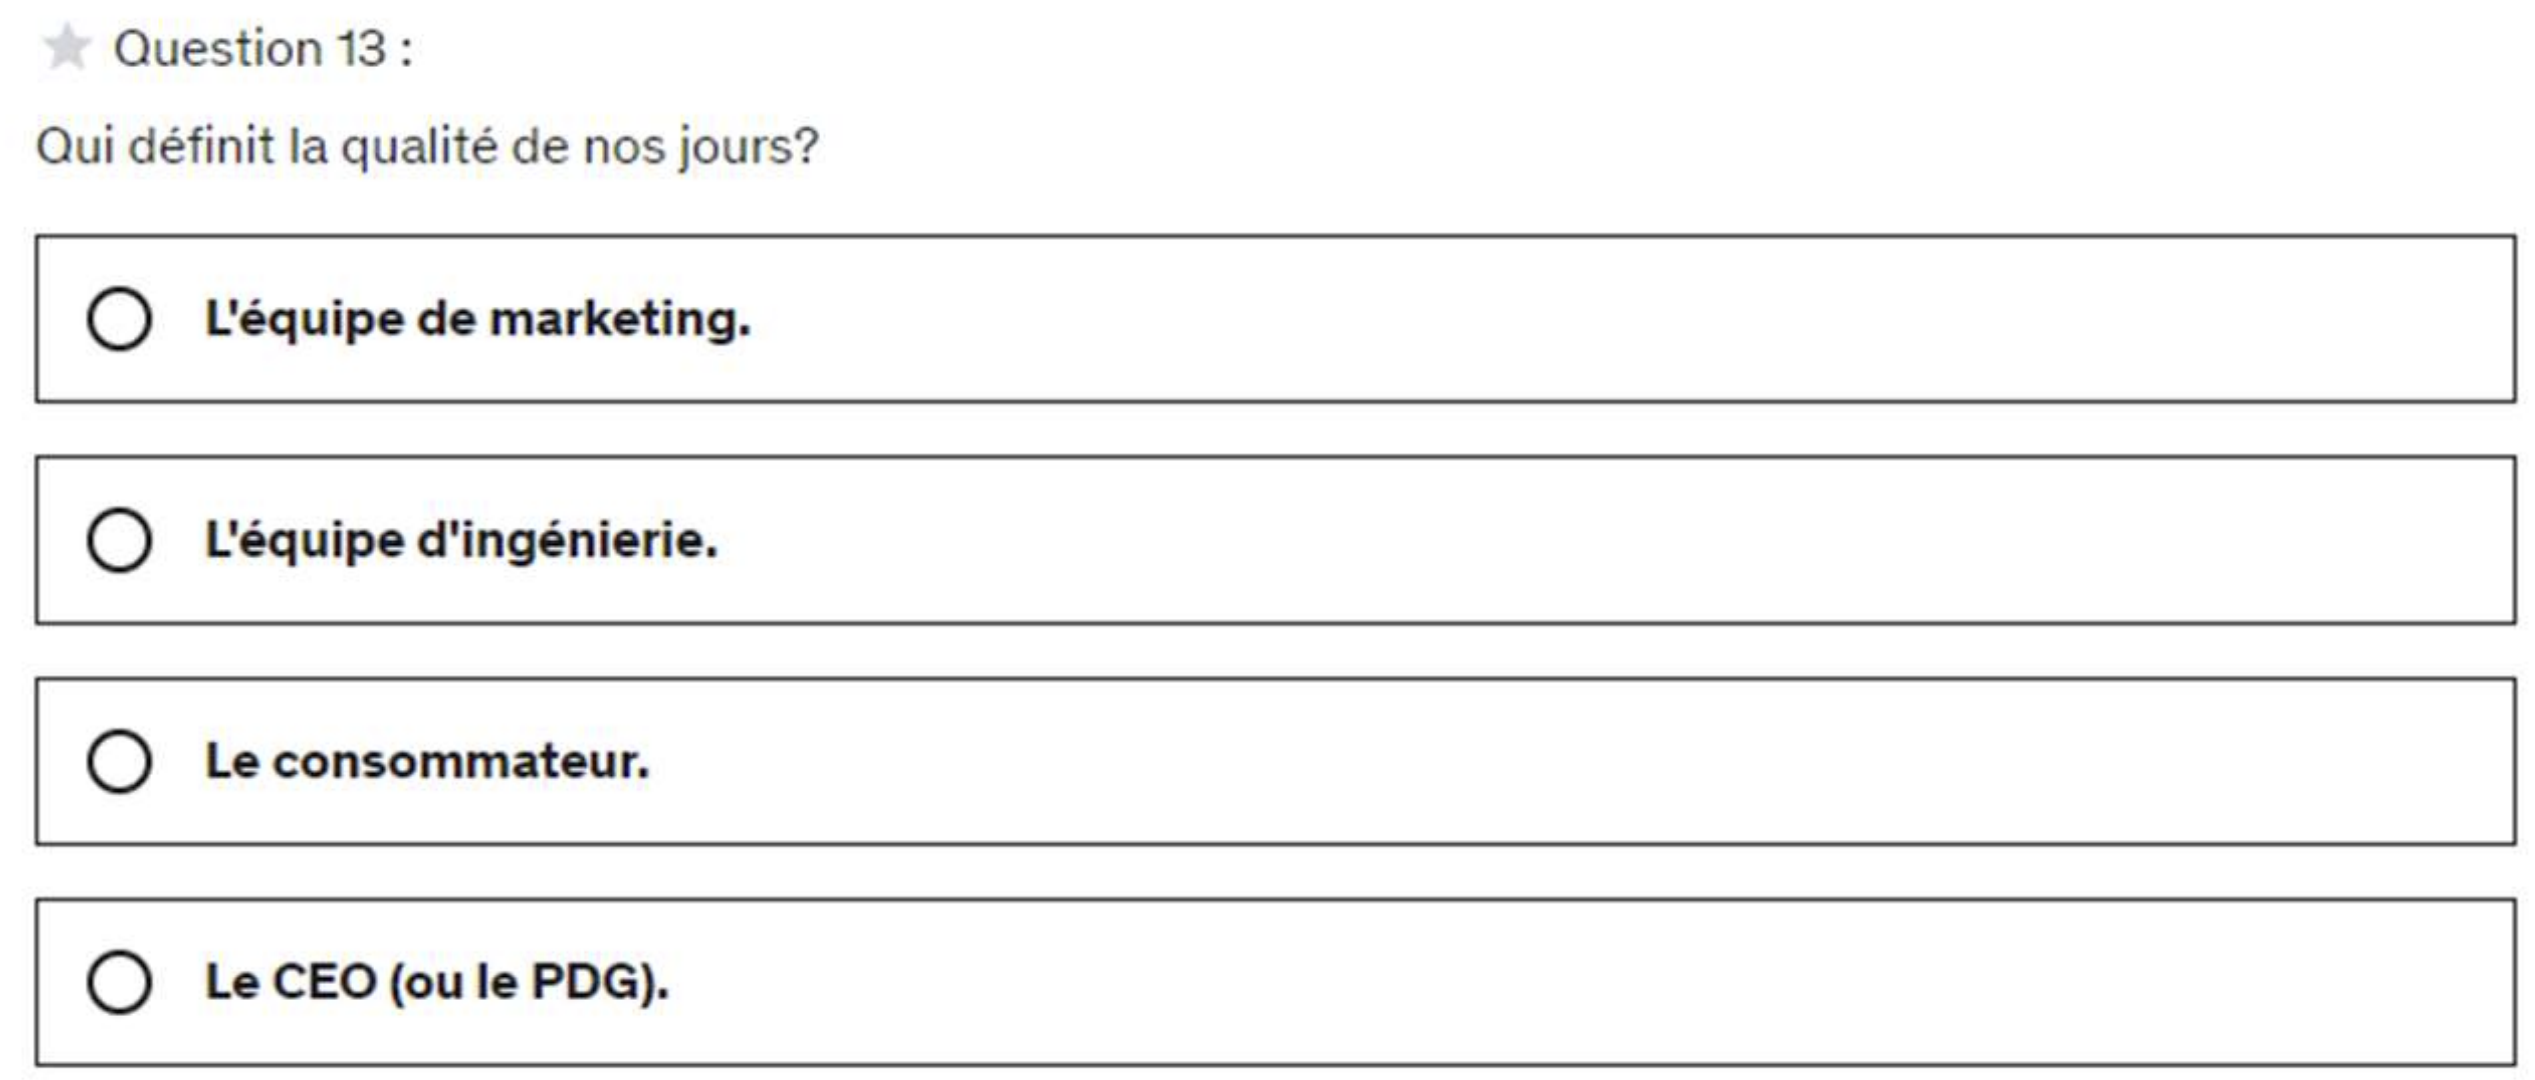 Question 13 :
Qui définit la qualité de nos jours?
L'équipe de marketing.
L'équipe d'ingénierie.
Le consommateur.
Le CEO (ou le PDG).